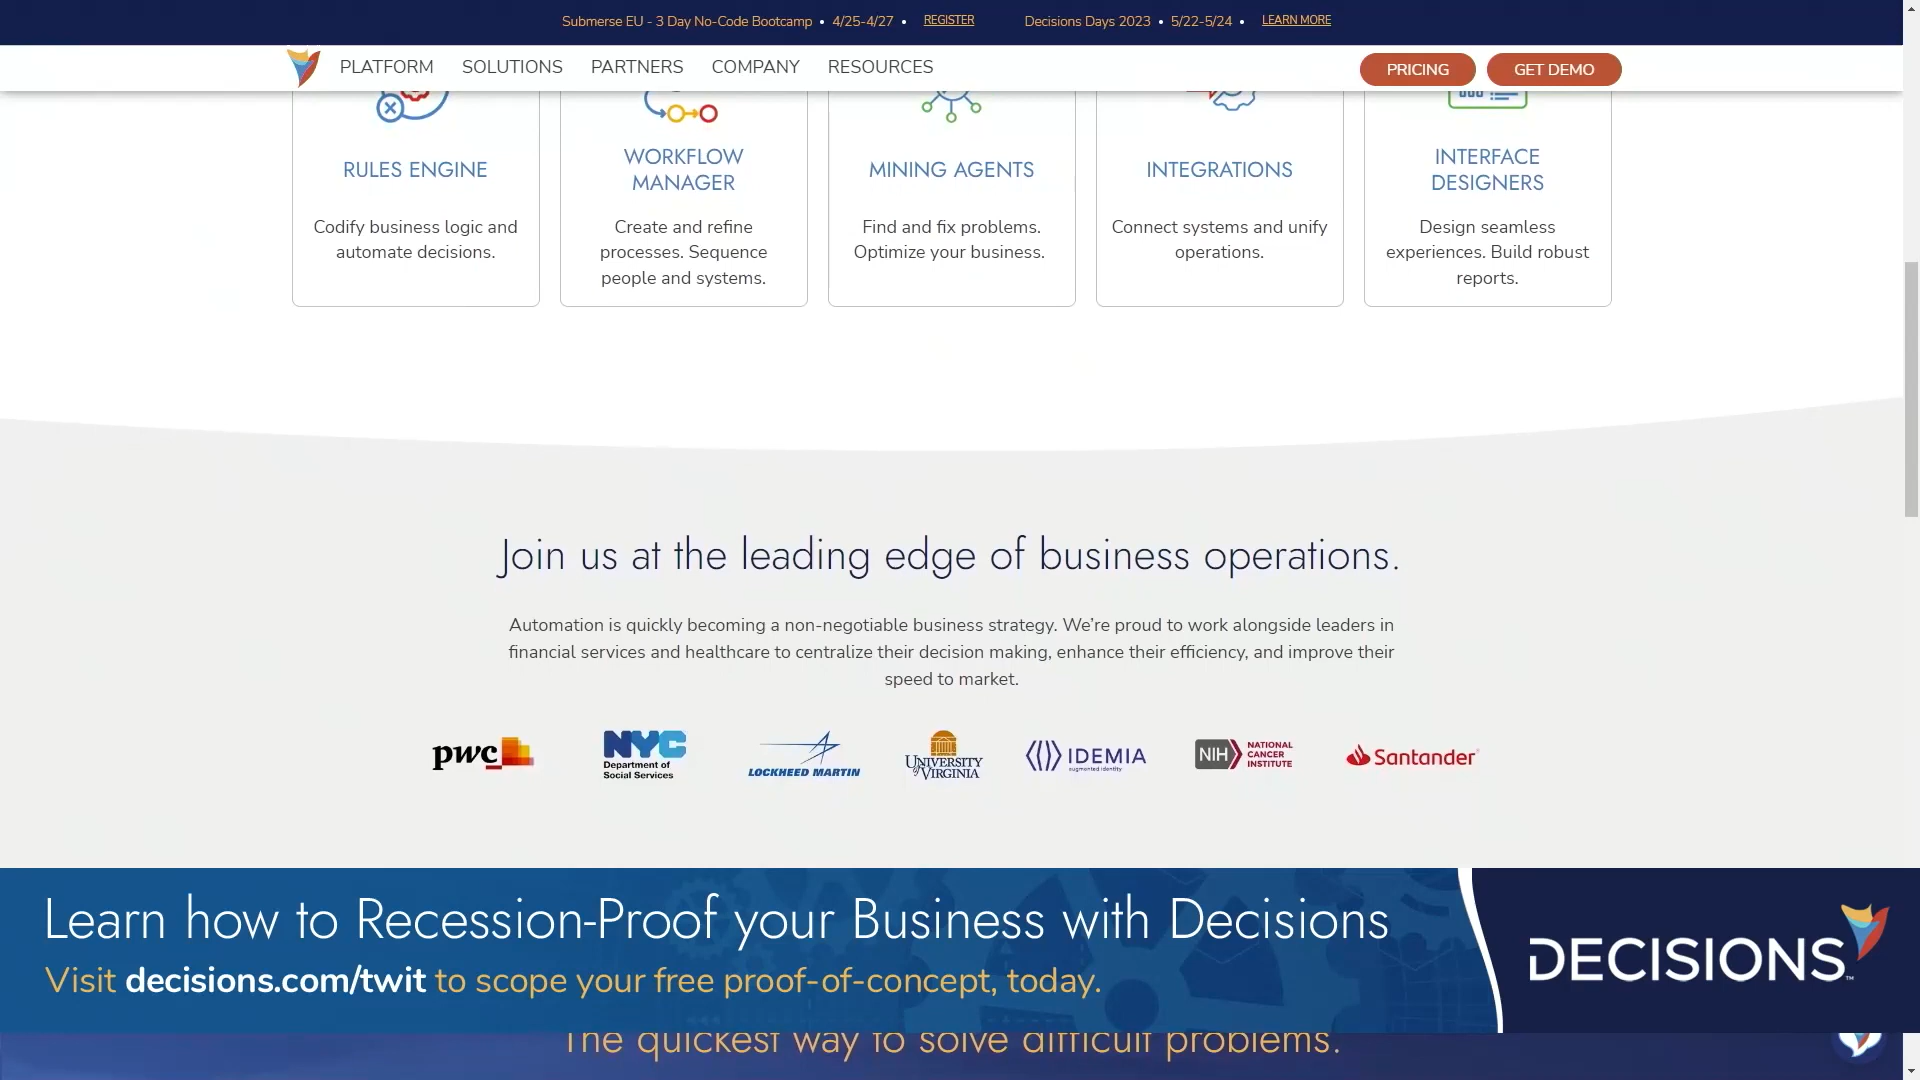 Submerse EU - 3 Day No-Code Bootcamp • 4/25-4/27 • REGISTER Decisions Days 2023 • 5/22-5/24 • LEARN MORE
PLATFORM SOLUTIONS PARTNERS COMPANY RESOURCES PRICING GET DEMO
RULES ENGINE
Codify business logic and
automate decisions.
WORKFLOW
MANAGER
Create and refine
processes. Sequence
people and systems.
MINING AGENTS
Find and fix problems.
Optimize your business.
INTEGRATIONS
Connect systems and unify
operations.
INTERFACE
DESIGNERS
Design seamless
experiences. Build robust
reports.
Join us at the leading edge of business operations.
Automation is quickly becoming a non-negotiable business strategy. We’re proud to work alongside leaders in
financial services and healthcare to centralize their decision making, enhance their efficiency, and improve their
speed to market.
pwc
NYC
Department of
Social Services
LOCKHEED MARTIN
UNIVERSITY
of VIRGINIA
IDEMIA
augmented identity
NIH
NATIONAL
CANCER
INSTITUTE
Santander
Learn how to Recession-Proof your Business with Decisions
Visit decisions.com/twit to scope your free proof-of-concept, today.
DECISIONS™
The quickest way to solve difficult problems.